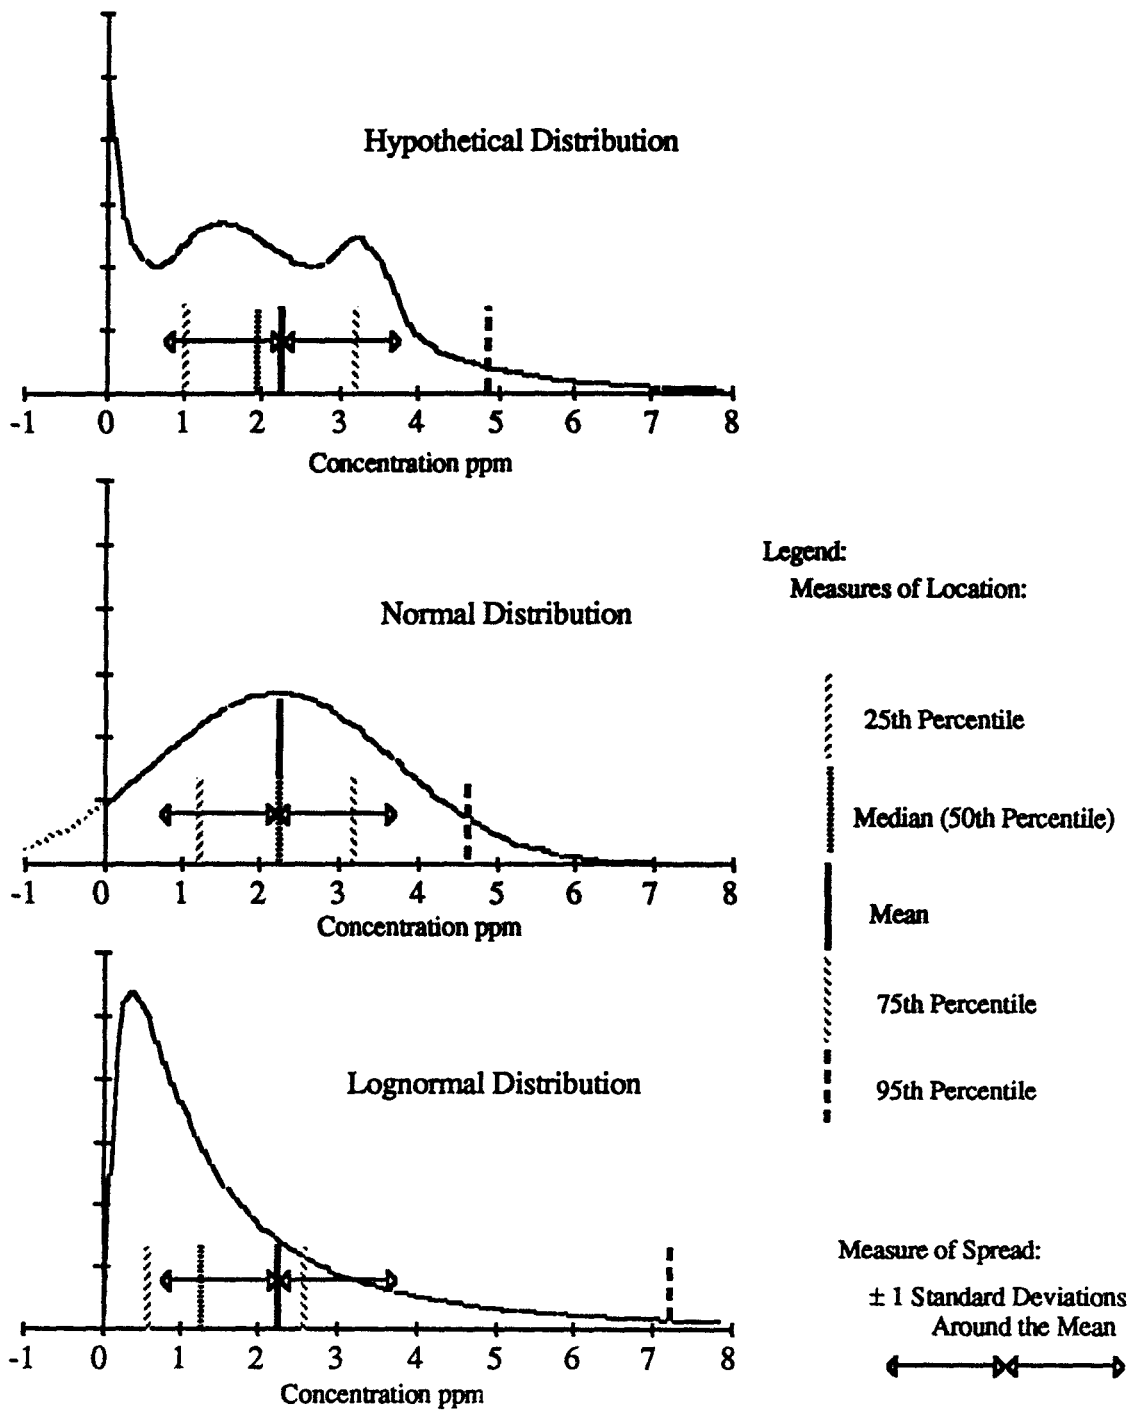 Hypothetical Distribution
-1 0 1 2 3 4 5 6 7 8
Concentration ppm
Normal Distribution
-1 0 1 2 3 4 5 6 7 8
Concentration ppm
Lognormal Distribution
-1 0 1 2 3 4 5 6 7 8
Concentration ppm
Legend:
Measures of Location:
25th Percentile
Median (50th Percentile)
Mean
75th Percentile
95th Percentile
Measure of Spread:
± 1 Standard Deviations
Around the Mean